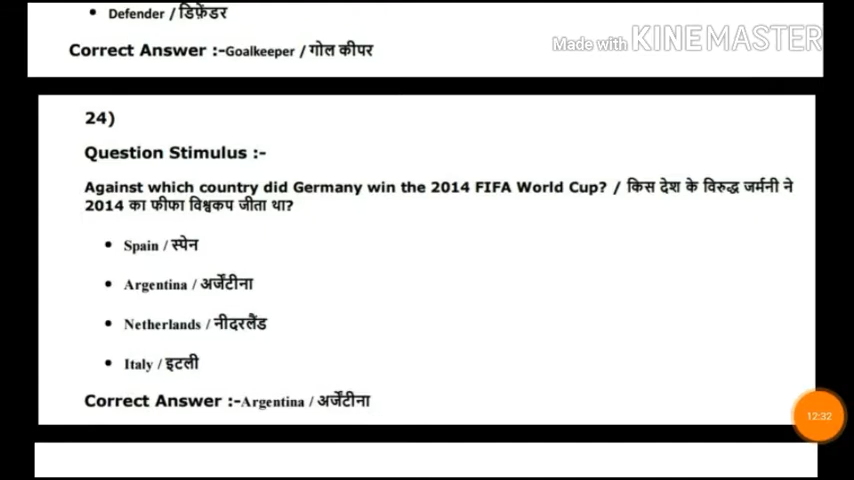 • Defender / डिफ़ेंडर
Correct Answer :-Goalkeeper / गोल कीपर
Made with KINEMASTER
24)
Question Stimulus :-
Against which country did Germany win the 2014 FIFA World Cup? / किस देश के विरुद्ध जर्मनी ने
2014 का फीफा विश्वकप जीता था?
• Spain / स्पेन
• Argentina / अर्जेंटीना
• Netherlands / नीदरलैंड
• Italy / इटली
Correct Answer :-Argentina / अर्जेंटीना
12:32